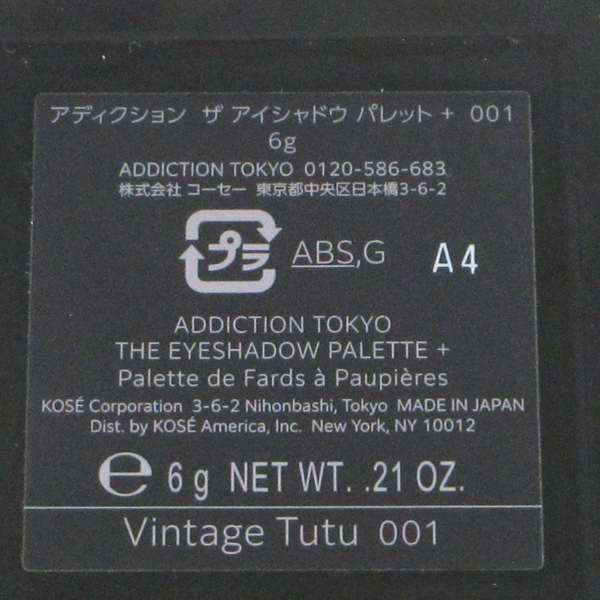 アディクション ザ アイシャドウ パレット + 001
6g
ADDICTION TOKYO 0120-586-683
株式会社 コーセー 東京都中央区日本橋3-6-2
プラ ABS,G A4
ADDICTION TOKYO
THE EYESHADOW PALETTE +
Palette de Fards à Paupières
KOSÉ Corporation 3-6-2 Nihonbashi, Tokyo MADE IN JAPAN
Dist. by KOSÉ America, Inc. New York, NY 10012
℮ 6 g NET WT. .21 OZ.
Vintage Tutu 001